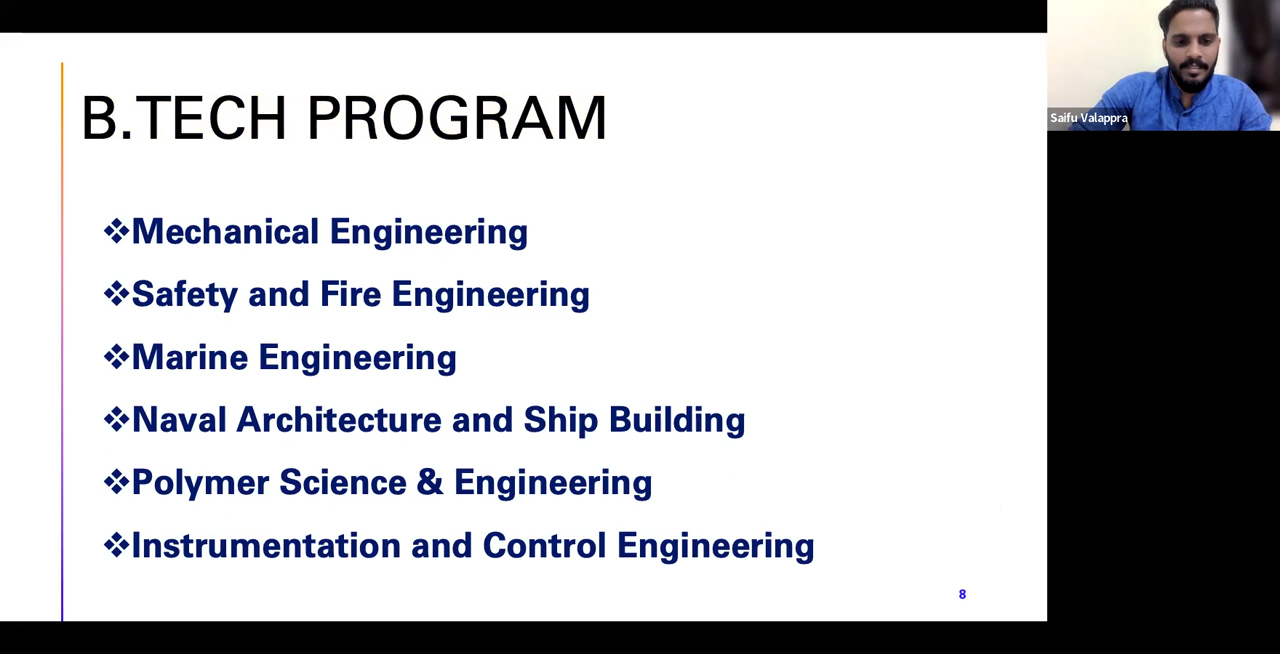 B.TECH PROGRAM
❖Mechanical Engineering
❖Safety and Fire Engineering
❖Marine Engineering
❖Naval Architecture and Ship Building
❖Polymer Science & Engineering
❖Instrumentation and Control Engineering
8
Saifu Valappra